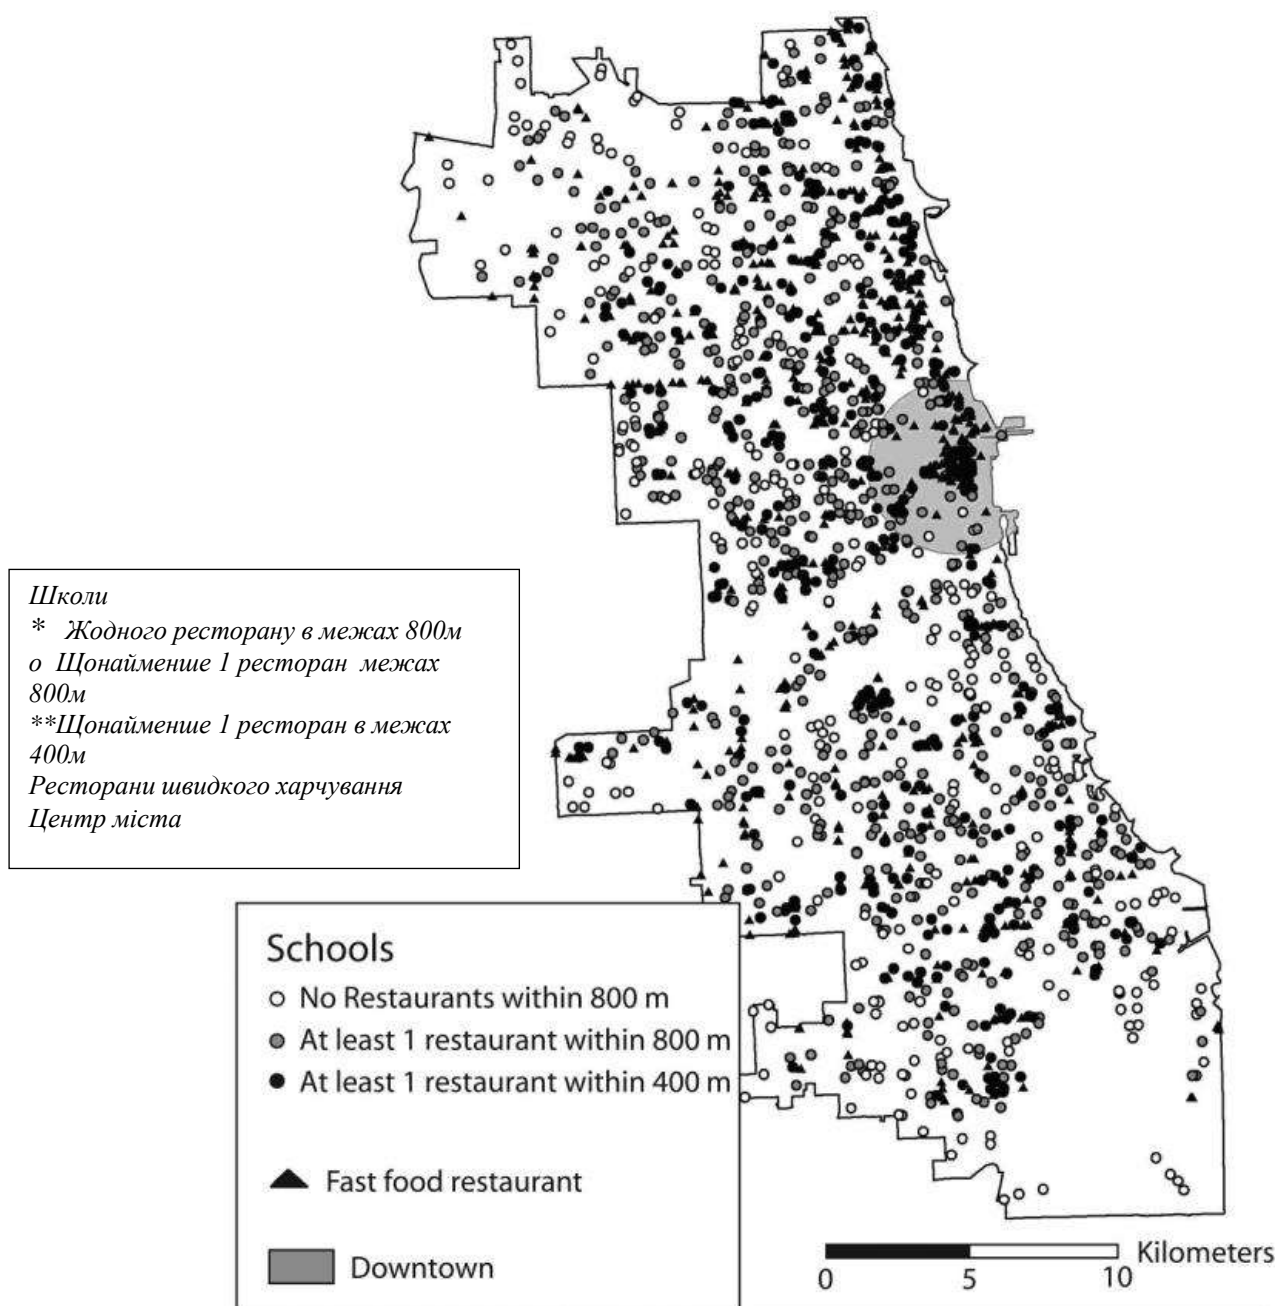 Школи
* Жодного ресторану в межах 800м
о Щонайменше 1 ресторан межах
800м
**Щонайменше 1 ресторан в межах
400м
Ресторани швидкого харчування
Центр міста
Schools
No Restaurants within 800 m
At least 1 restaurant within 800 m
At least 1 restaurant within 400 m
Fast food restaurant
Downtown
Kilometers
0 5 10